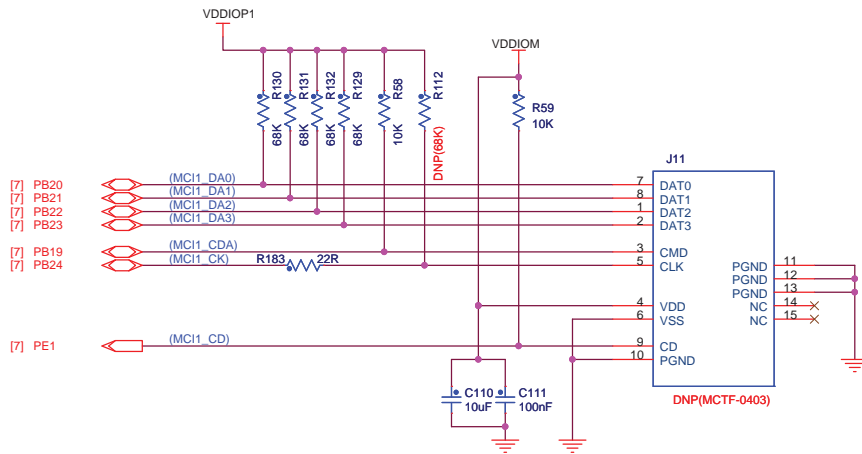 VDDIOP1
VDDIOM
R130
68K
R131
68K
R132
68K
R129
68K
R58
10K
R112
DNP(68K)
R59
10K
J11
[7] PB20 (MCI1_DA0) 7 DAT0
[7] PB21 (MCI1_DA1) 8 DAT1
[7] PB22 (MCI1_DA2) 1 DAT2
[7] PB23 (MCI1_DA3) 2 DAT3
[7] PB19 (MCI1_CDA) 3 CMD
[7] PB24 (MCI1_CK) R183 22R 5 CLK
PGND 11
PGND 12
PGND 13
NC 14
NC 15
4 VDD
6 VSS
[7] PE1 (MCI1_CD) 9 CD
10 PGND
C110
10uF
C111
100nF
DNP(MCTF-0403)